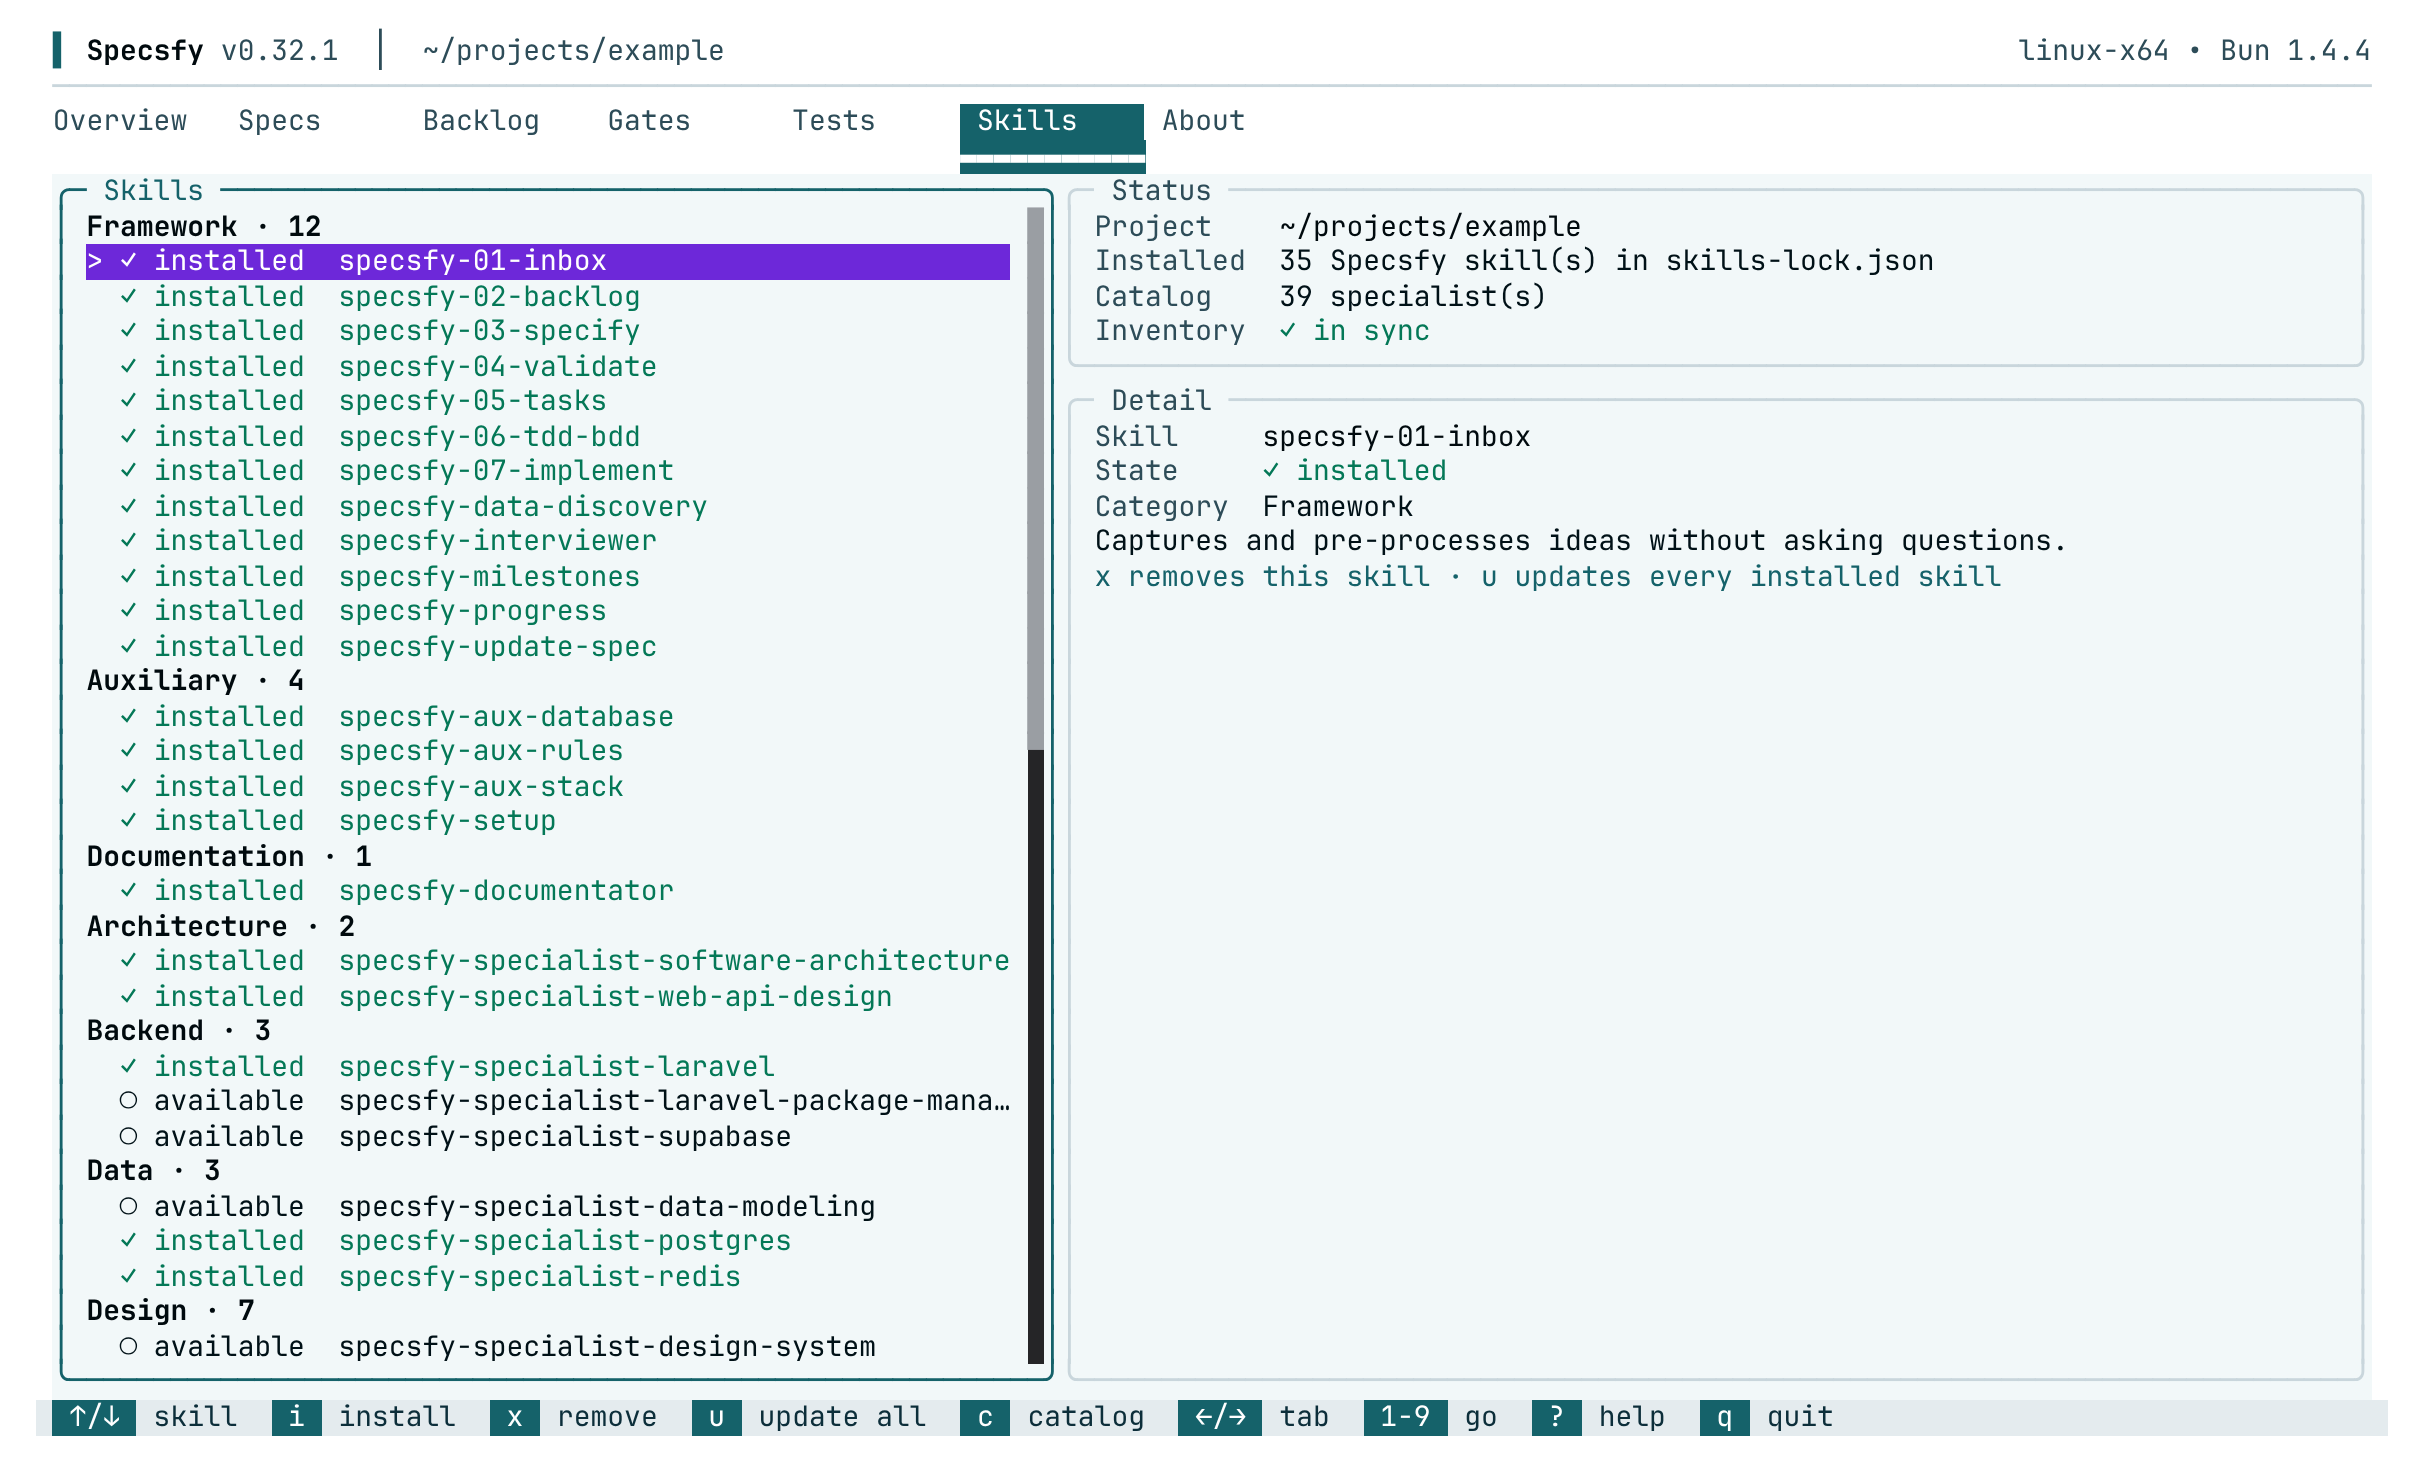 Specsfy v0.32.1 │ ~/projects/example linux-x64 • Bun 1.4.4
Overview Specs Backlog Gates Tests Skills About
Skills
Framework · 12
> ✓ installed specsfy-01-inbox
✓ installed specsfy-02-backlog
✓ installed specsfy-03-specify
✓ installed specsfy-04-validate
✓ installed specsfy-05-tasks
✓ installed specsfy-06-tdd-bdd
✓ installed specsfy-07-implement
✓ installed specsfy-data-discovery
✓ installed specsfy-interviewer
✓ installed specsfy-milestones
✓ installed specsfy-progress
✓ installed specsfy-update-spec
Auxiliary · 4
✓ installed specsfy-aux-database
✓ installed specsfy-aux-rules
✓ installed specsfy-aux-stack
✓ installed specsfy-setup
Documentation · 1
✓ installed specsfy-documentator
Architecture · 2
✓ installed specsfy-specialist-software-architecture
✓ installed specsfy-specialist-web-api-design
Backend · 3
✓ installed specsfy-specialist-laravel
○ available specsfy-specialist-laravel-package-mana…
○ available specsfy-specialist-supabase
Data · 3
○ available specsfy-specialist-data-modeling
✓ installed specsfy-specialist-postgres
✓ installed specsfy-specialist-redis
Design · 7
○ available specsfy-specialist-design-system
Status
Project ~/projects/example
Installed 35 Specsfy skill(s) in skills-lock.json
Catalog 39 specialist(s)
Inventory ✓ in sync
Detail
Skill specsfy-01-inbox
State ✓ installed
Category Framework
Captures and pre-processes ideas without asking questions.
x removes this skill · u updates every installed skill
↑/↓ skill i install x remove u update all c catalog ←/→ tab 1-9 go ? help q quit